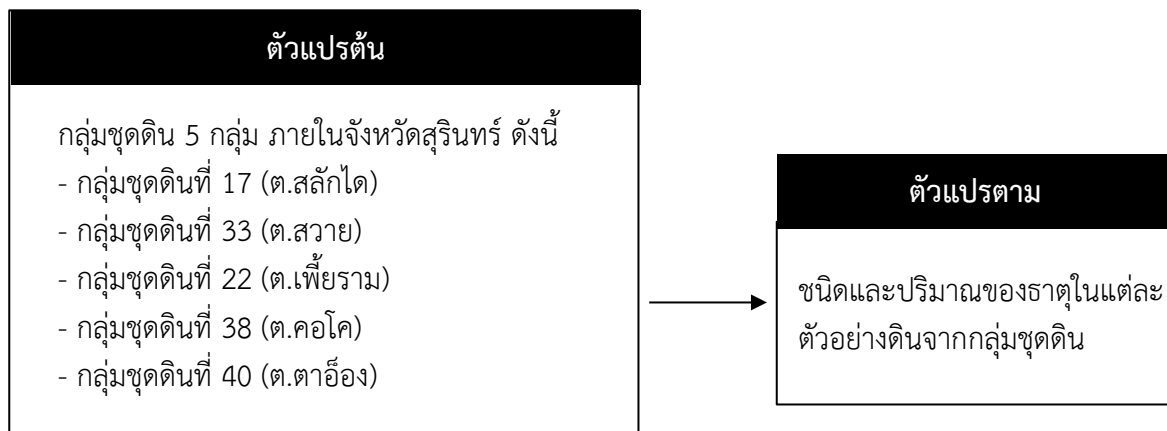 ตัวแปรต้น
กลุ่มชุดดิน 5 กลุ่ม ภายในจังหวัดสุรินทร์ ดังนี้
- กลุ่มชุดดินที่ 17 (ต.สลักได)
- กลุ่มชุดดินที่ 33 (ต.สวาย)
- กลุ่มชุดดินที่ 22 (ต.เพี้ยราม)
- กลุ่มชุดดินที่ 38 (ต.คอโค)
- กลุ่มชุดดินที่ 40 (ต.ตาอ็อง)
ตัวแปรตาม
ชนิดและปริมาณของธาตุในแต่ละ
ตัวอย่างดินจากกลุ่มชุดดิน